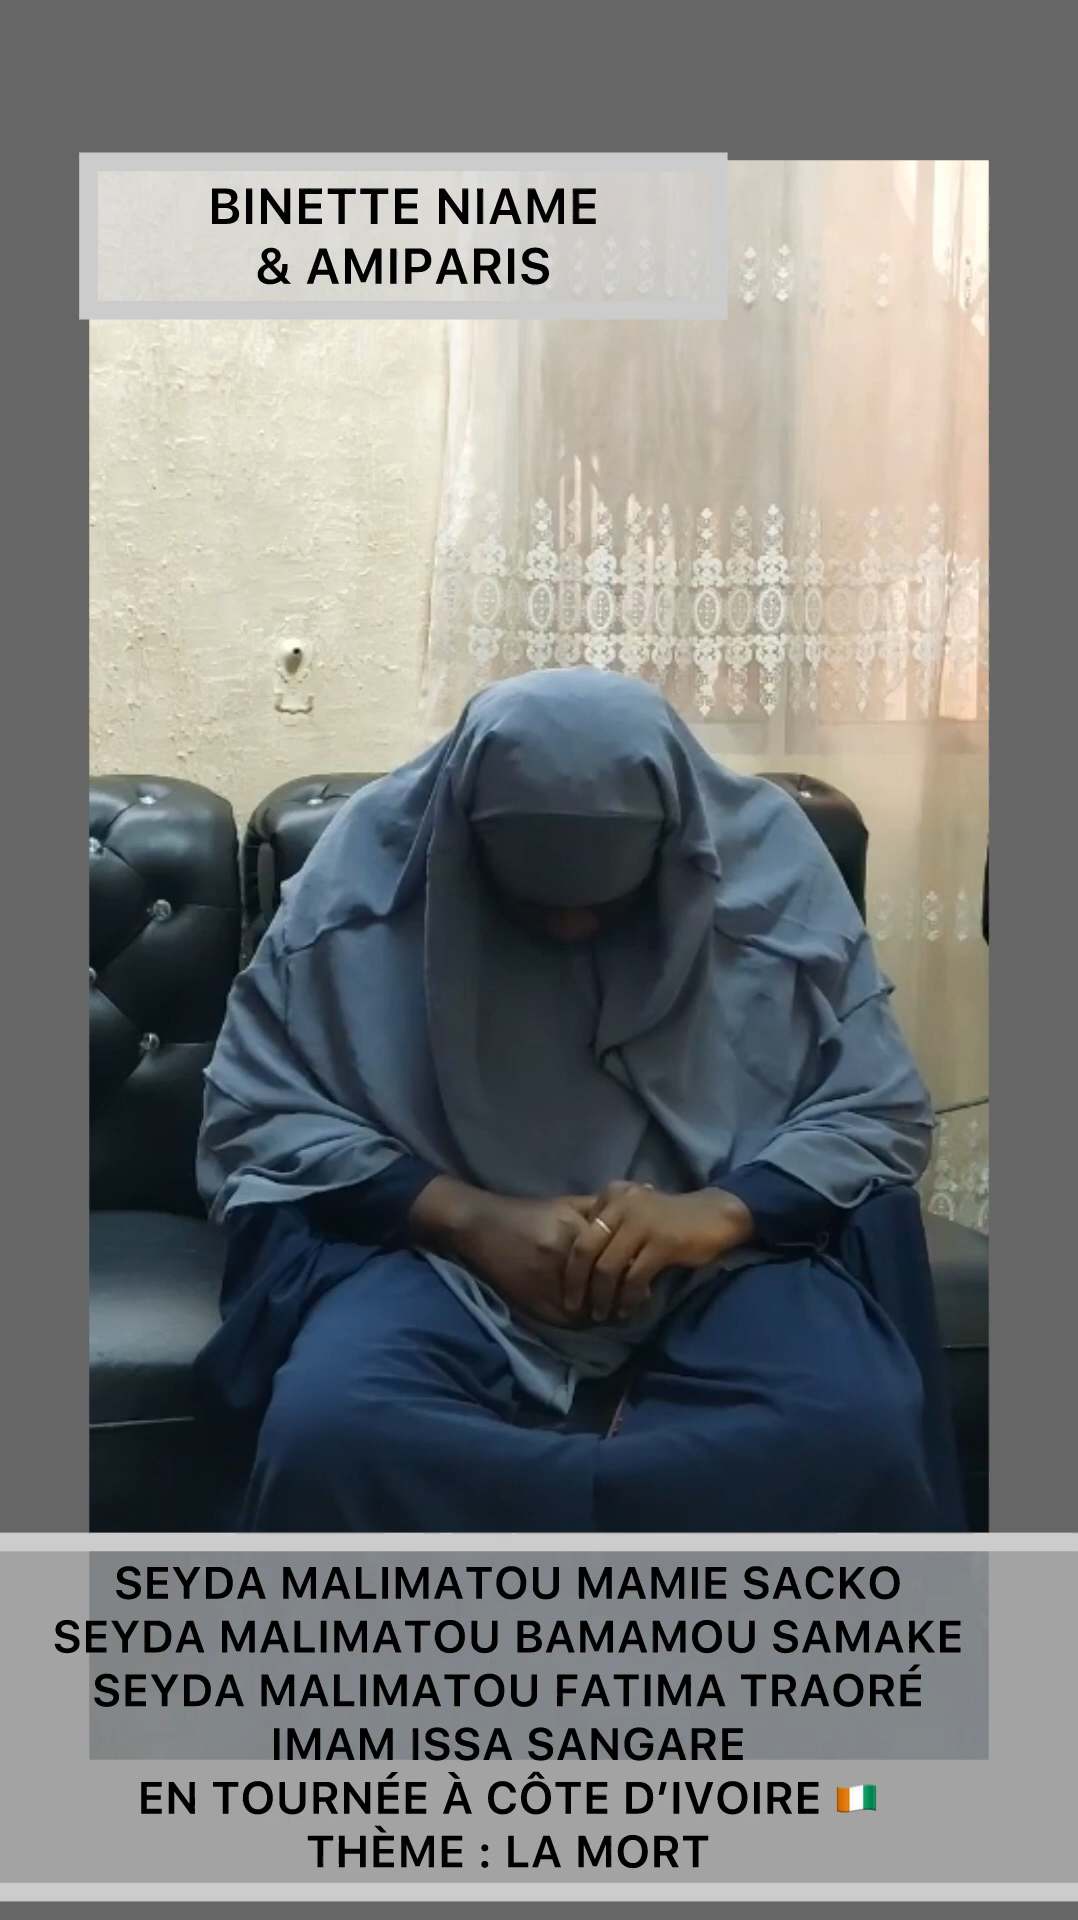 BINETTE NIAME
& AMIPARIS
SEYDA MALIMATOU MAMIE SACKO
SEYDA MALIMATOU BAMAMOU SAMAKE
SEYDA MALIMATOU FATIMA TRAORÉ
IMAM ISSA SANGARE
EN TOURNÉE À CÔTE D’IVOIRE 🇨🇮
THÈME : LA MORT